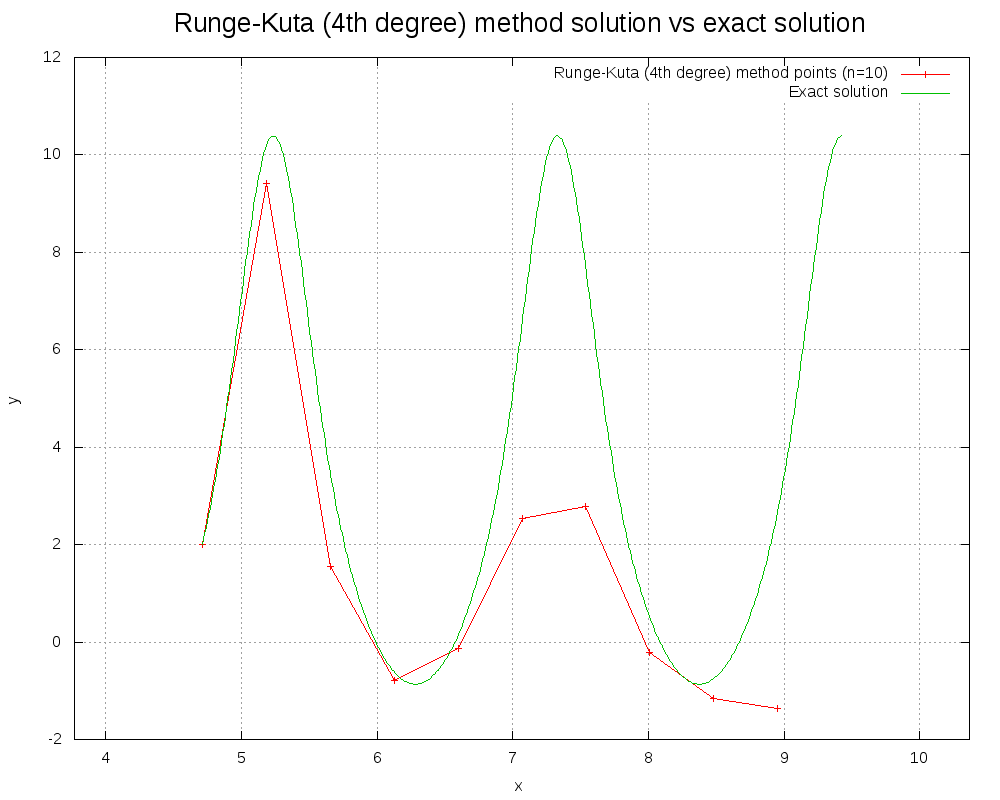 Runge-Kuta (4th degree) method solution vs exact solution
12
Runge-Kuta (4th degree) method points (n=10)
Exact solution
10
8
6
y
4
2
0
-2
4 5 6 7 8 9 10
x